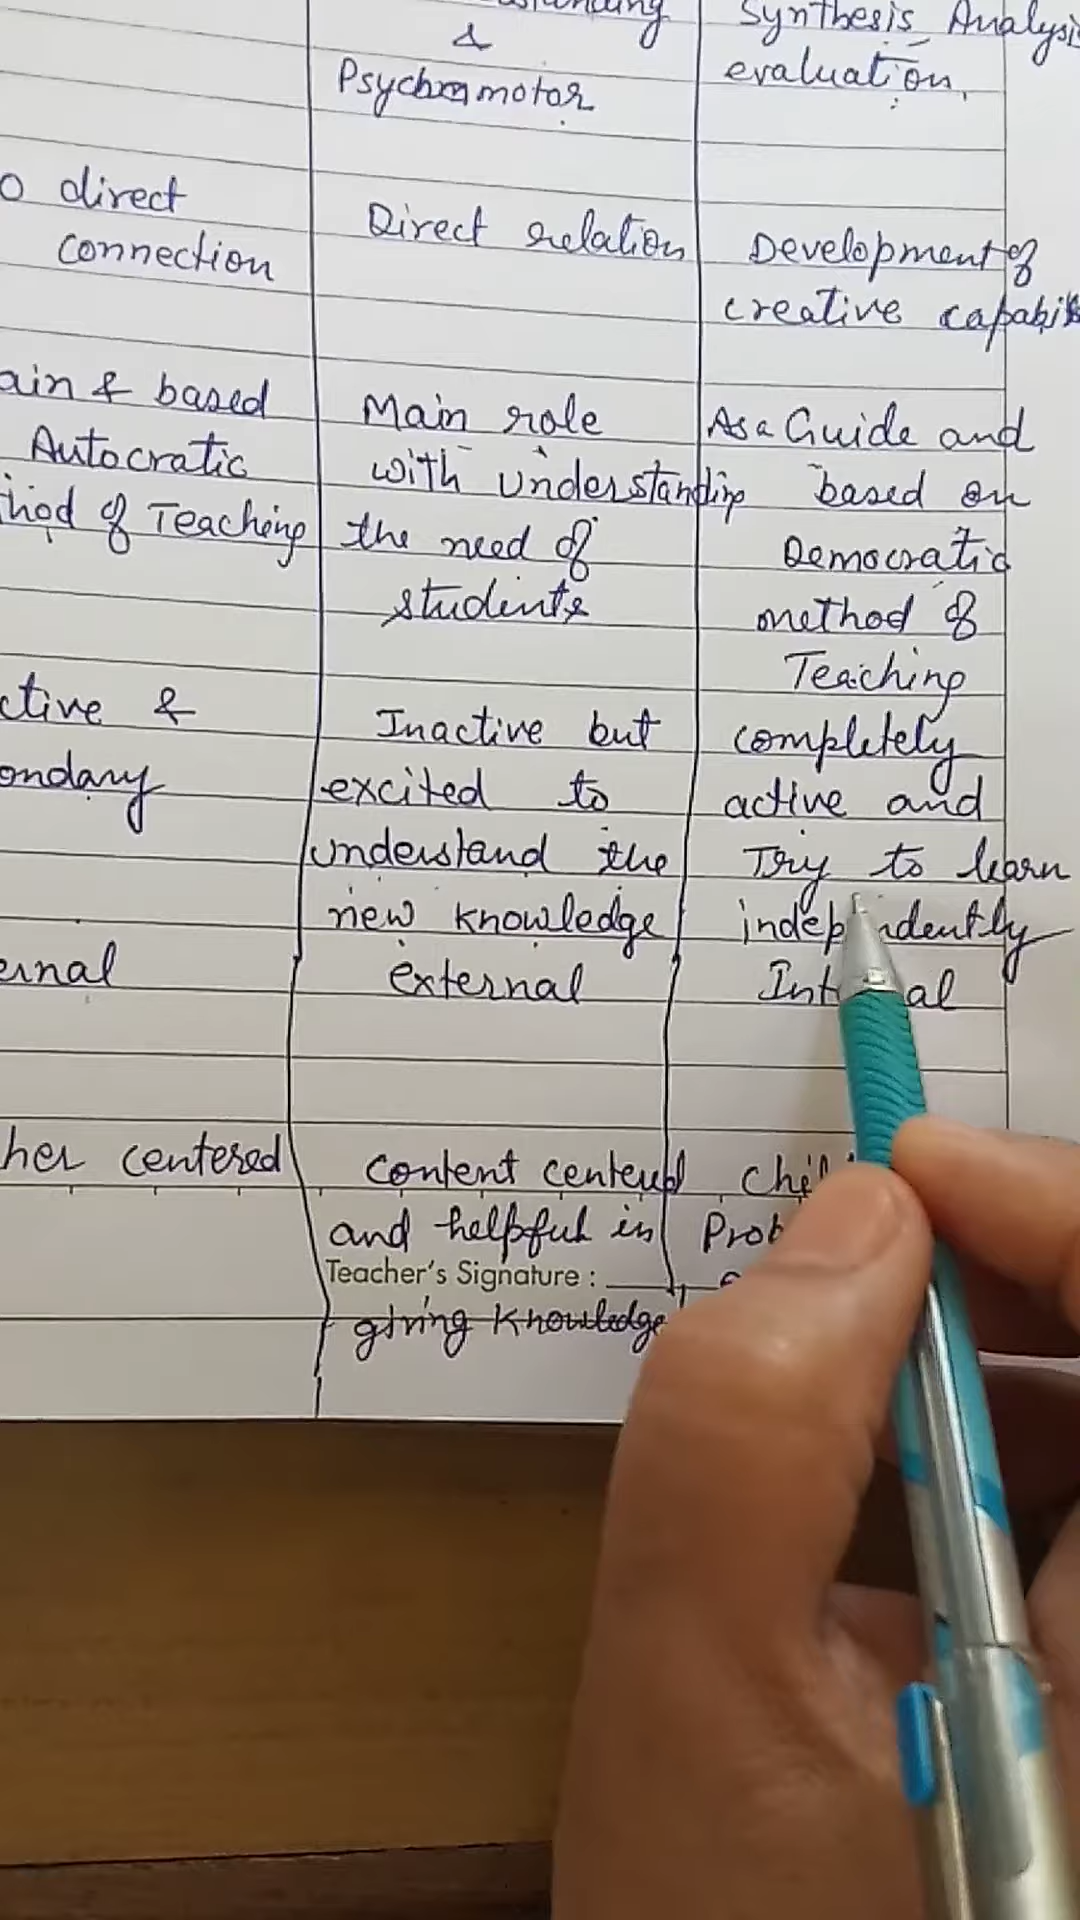 &
Psychomotor
Synthesis Analysis
evaluation.
direct
connection
Direct relation
Development of
creative
& based
Autocratic
of Teaching
Main role
with understanding
the need of
students
As a Guide and
based on
Democratic
method of
Teaching
&
Inactive but
excited to
understand the
new knowledge
completely
active and
Try to learn
independently
external
centered
content centered
and helpful in
Teacher's Signature :
giving knowledge